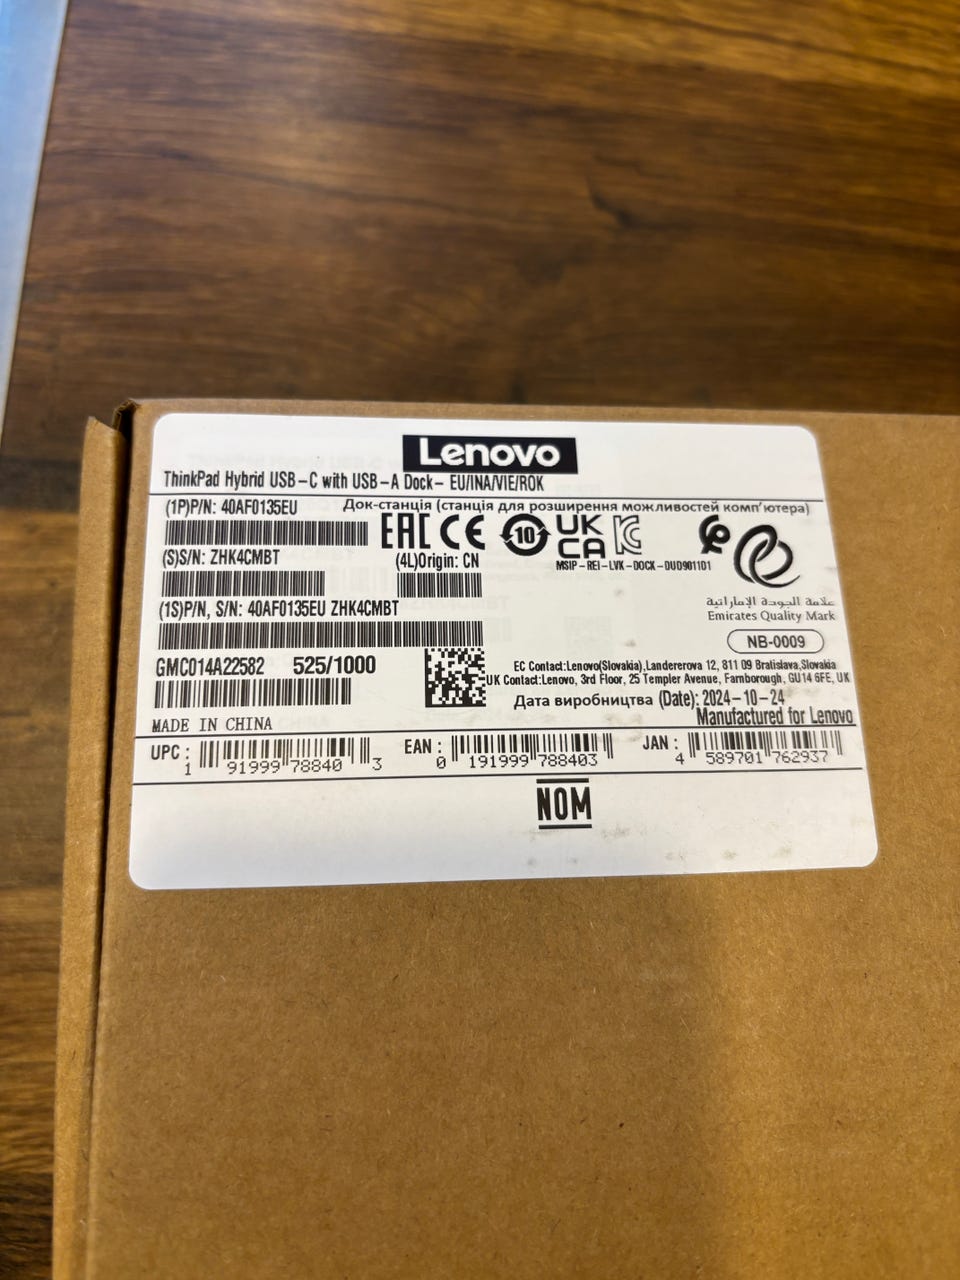 Lenovo
ThinkPad Hybrid USB-C with USB-A Dock- EU/INA/VIE/ROK
(1P)P/N: 40AF0135EU
Док-станція (станція для розширення можливостей комп'ютера)
EAC CE 10 UK CA
(S)S/N: ZHK4CMBT
(4L)Origin: CN
MSIP-REI-LVK-DOCK-DUD901101
(1S)P/N, S/N: 40AF0135EU ZHK4CMBT
علامة الجودة الإماراتية
Emirates Quality Mark
NB-0009
GMC014A22582 525/1000
EC Contact:Lenovo(Slovakia),Landererova 12, 811 09 Bratislava,Slovakia
UK Contact:Lenovo, 3rd Floor, 25 Templer Avenue, Farnborough, GU14 6FE, UK
Дата виробництва (Date): 2024-10-24
Manufactured for Lenovo
MADE IN CHINA
UPC: 1 91999 78840 3
EAN: 0 191999 788403
JAN: 4 589701 762937
NOM